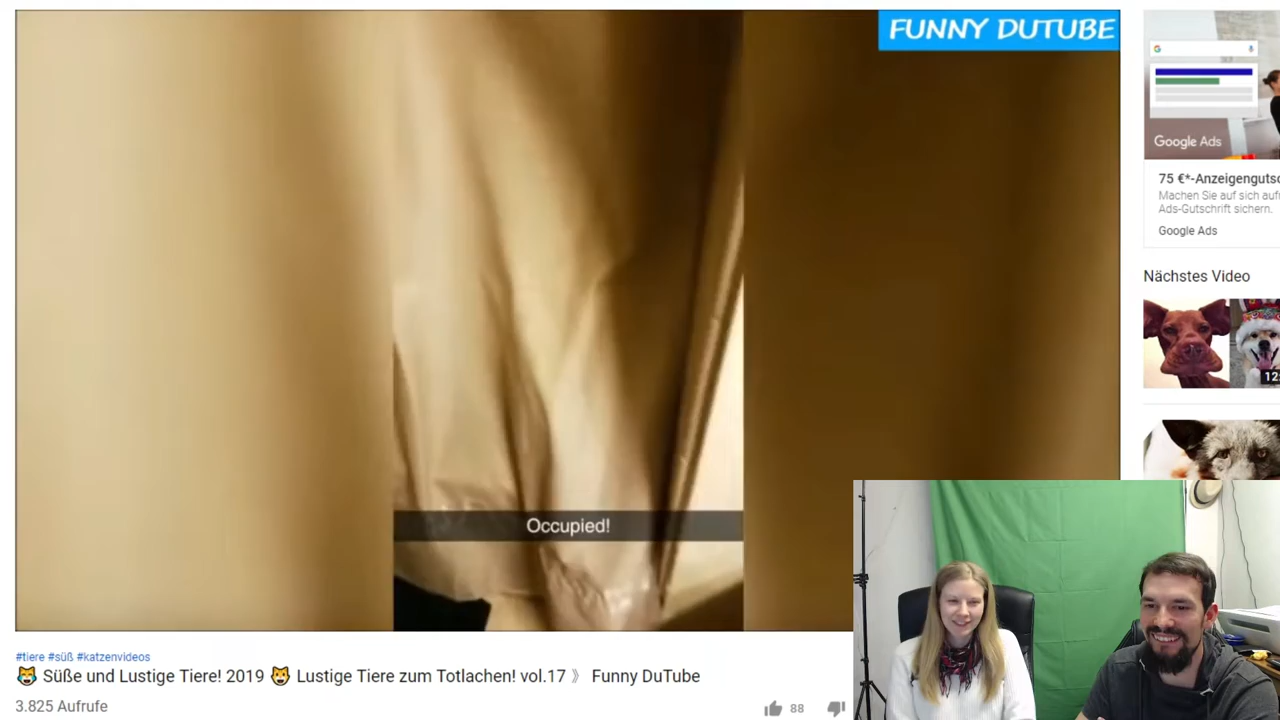 FUNNY DUTUBE
Google Ads
75 €*-Anzeigengutsc
Machen Sie auf sich aufr
Ads-Gutschrift sichern.
Google Ads
Nächstes Video
12:
Occupied!
#tiere #süß #katzenvideos
😹 Süße und Lustige Tiere! 2019 😺 Lustige Tiere zum Totlachen! vol.17 》 Funny DuTube
3.825 Aufrufe
88